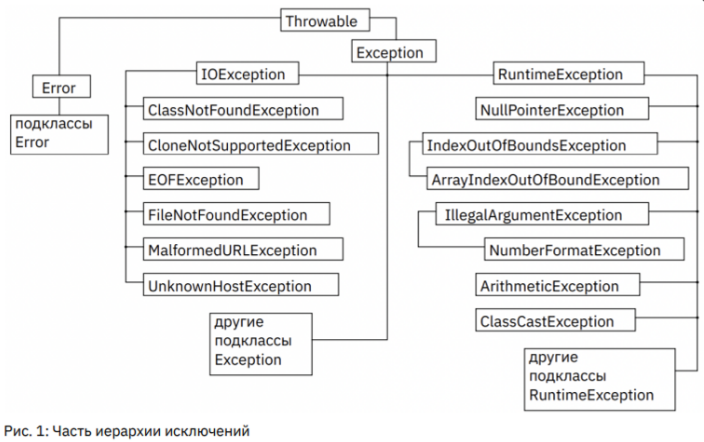 Throwable
Exception
IOException
RuntimeException
Error
ClassNotFoundException
NullPointerException
подклассы
Error
CloneNotSupportedException
IndexOutOfBoundsException
EOFException
ArrayIndexOutOfBoundException
FileNotFoundException
IllegalArgumentException
MalformedURLException
NumberFormatException
UnknownHostException
ArithmeticException
ClassCastException
другие
подклассы
Exception
другие
подклассы
RuntimeException
Рис. 1: Часть иерархии исключений